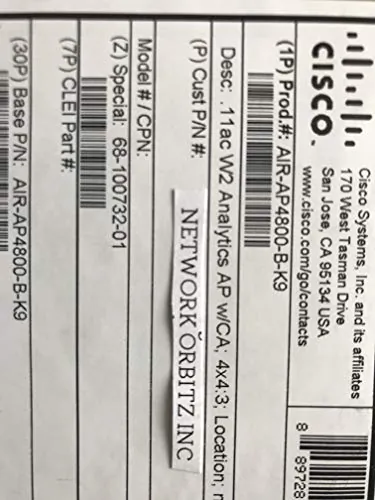 CISCO.
Cisco Systems, Inc. and its affiliates
170 West Tasman Drive
San Jose, CA 95134 USA
www.cisco.com/go/contacts
8 89728
(1P) Prod.#: AIR-AP4800-B-K9
Desc: .11ac W2 Analytics AP w/CA; 4x4:3; Location;
(P) Cust P/N #:
NETWORK ORBITZ INC
Model # / CPN:
(Z) Special: 68-100732-01
(7P) CLEI Part #:
(30P) Base P/N: AIR-AP4800-B-K9